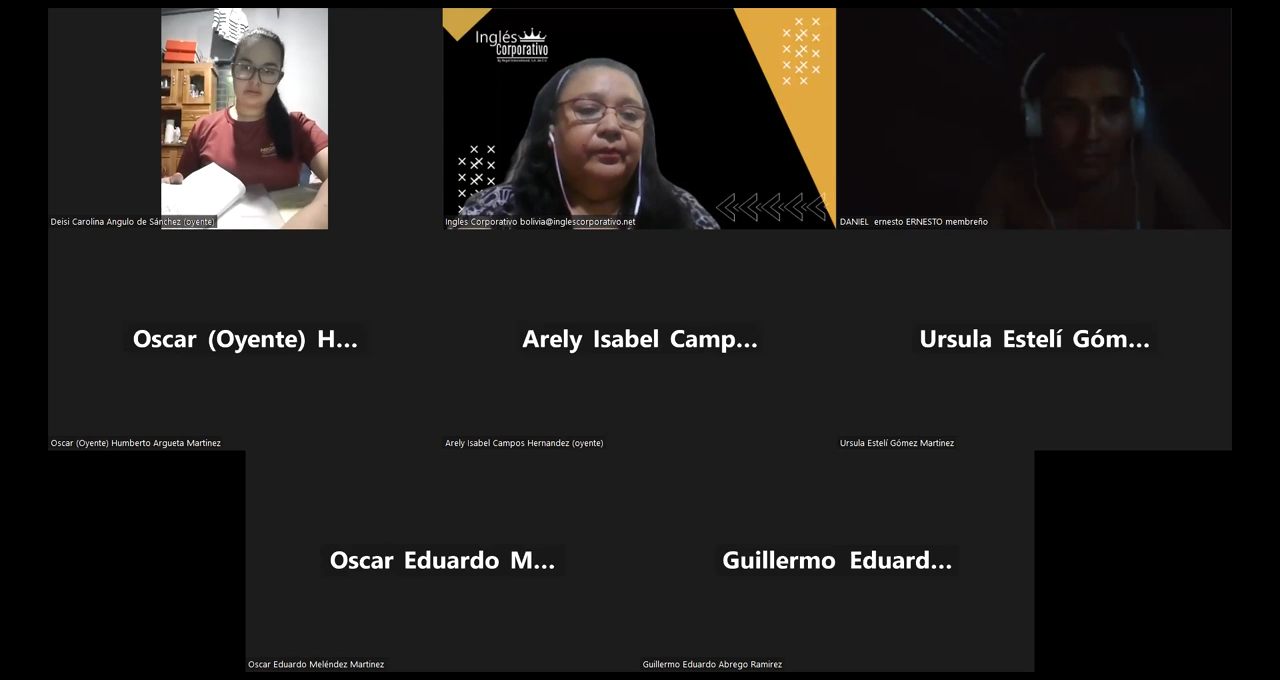 Inglés
Corporativo
Deisi Carolina Angulo de Sánchez (oyente)
Ingles Corporativo bolivia@inglescorporativo.net
DANIEL ernesto ERNESTO membreño
Oscar (Oyente) H...
Arely Isabel Camp...
Ursula Estelí Góm...
Oscar (Oyente) Humberto Argueta Martinez
Arely Isabel Campos Hernandez (oyente)
Ursula Estelí Gómez Martinez
Oscar Eduardo M...
Guillermo Eduard...
Oscar Eduardo Meléndez Martinez
Guillermo Eduardo Abrego Ramirez